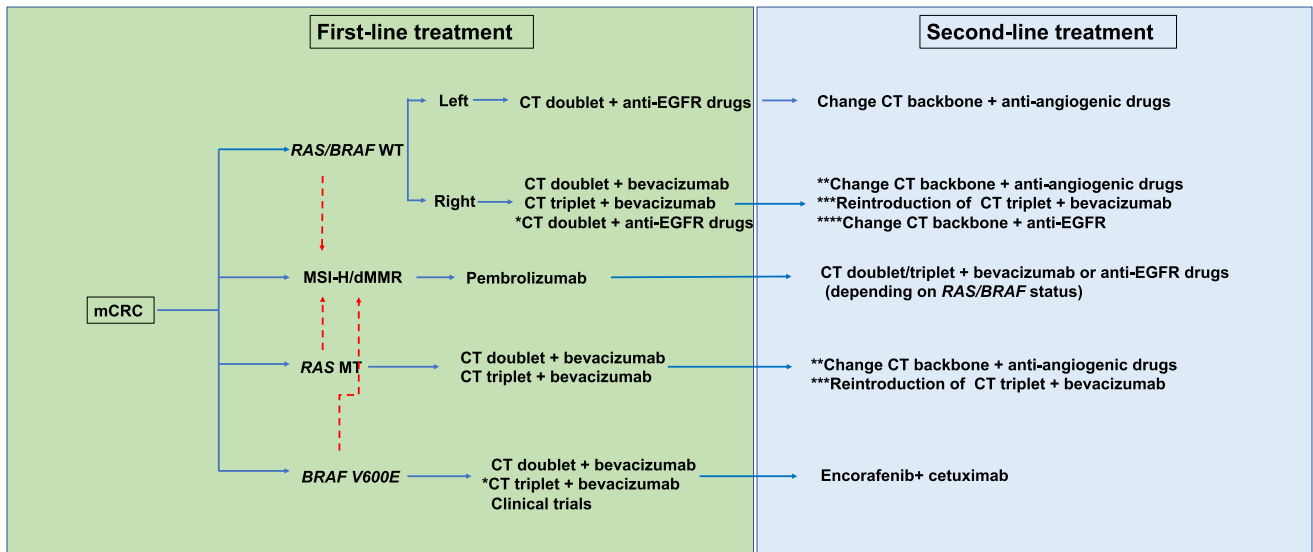 First-line treatment
Second-line treatment
Left
CT doublet + anti-EGFR drugs
Change CT backbone + anti-angiogenic drugs
RAS/BRAF WT
Right
CT doublet + bevacizumab
CT triplet + bevacizumab
*CT doublet + anti-EGFR drugs
**Change CT backbone + anti-angiogenic drugs
***Reintroduction of CT triplet + bevacizumab
****Change CT backbone + anti-EGFR
MSI-H/dMMR
Pembrolizumab
CT doublet/triplet + bevacizumab or anti-EGFR drugs
(depending on RAS/BRAF status)
mCRC
RAS MT
CT doublet + bevacizumab
CT triplet + bevacizumab
**Change CT backbone + anti-angiogenic drugs
***Reintroduction of CT triplet + bevacizumab
BRAF V600E
CT doublet + bevacizumab
*CT triplet + bevacizumab
Clinical trials
Encorafenib+ cetuximab